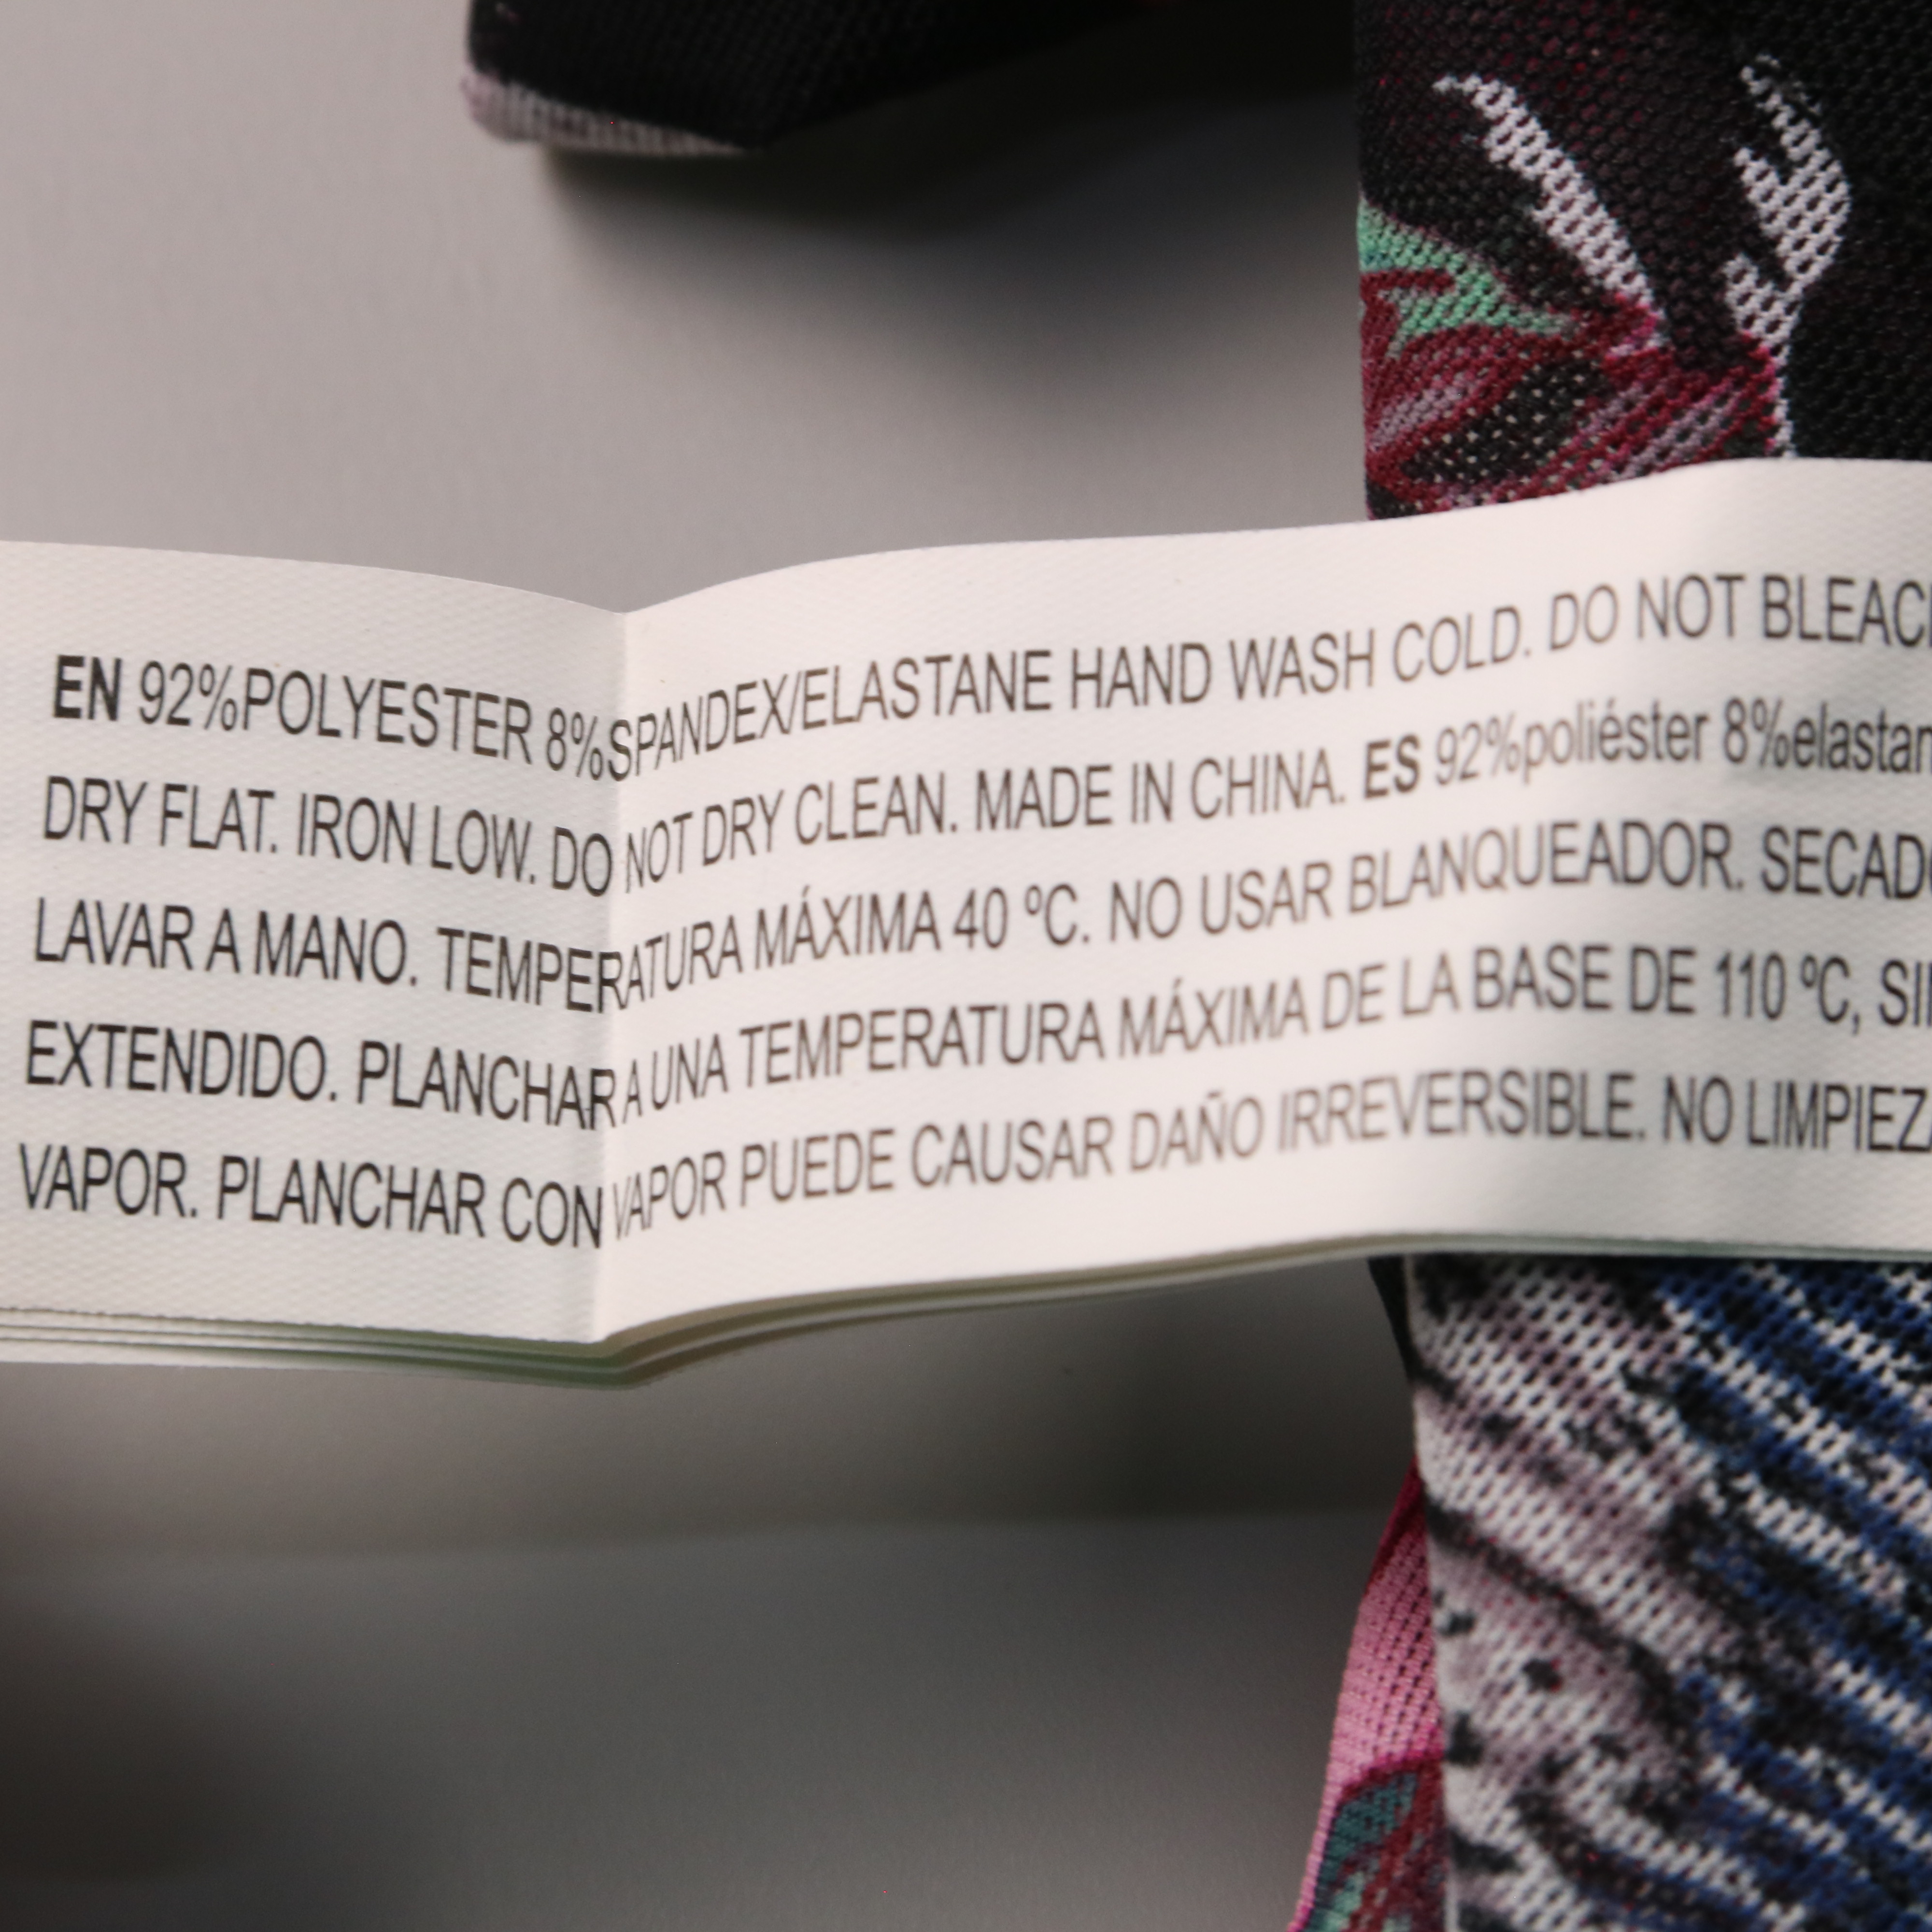 EN 92%POLYESTER 8%SPANDEX/ELASTANE HAND WASH COLD. DO NOT BLEAC
DRY FLAT. IRON LOW. DO NOT DRY CLEAN. MADE IN CHINA. ES 92%poliéster 8%elastan
LAVAR A MANO. TEMPERATURA MÁXIMA 40 ºC. NO USAR BLANQUEADOR. SECADO
EXTENDIDO. PLANCHAR A UNA TEMPERATURA MÁXIMA DE LA BASE DE 110 ºC, SIN
VAPOR. PLANCHAR CON VAPOR PUEDE CAUSAR DAÑO IRREVERSIBLE. NO LIMPIEZA